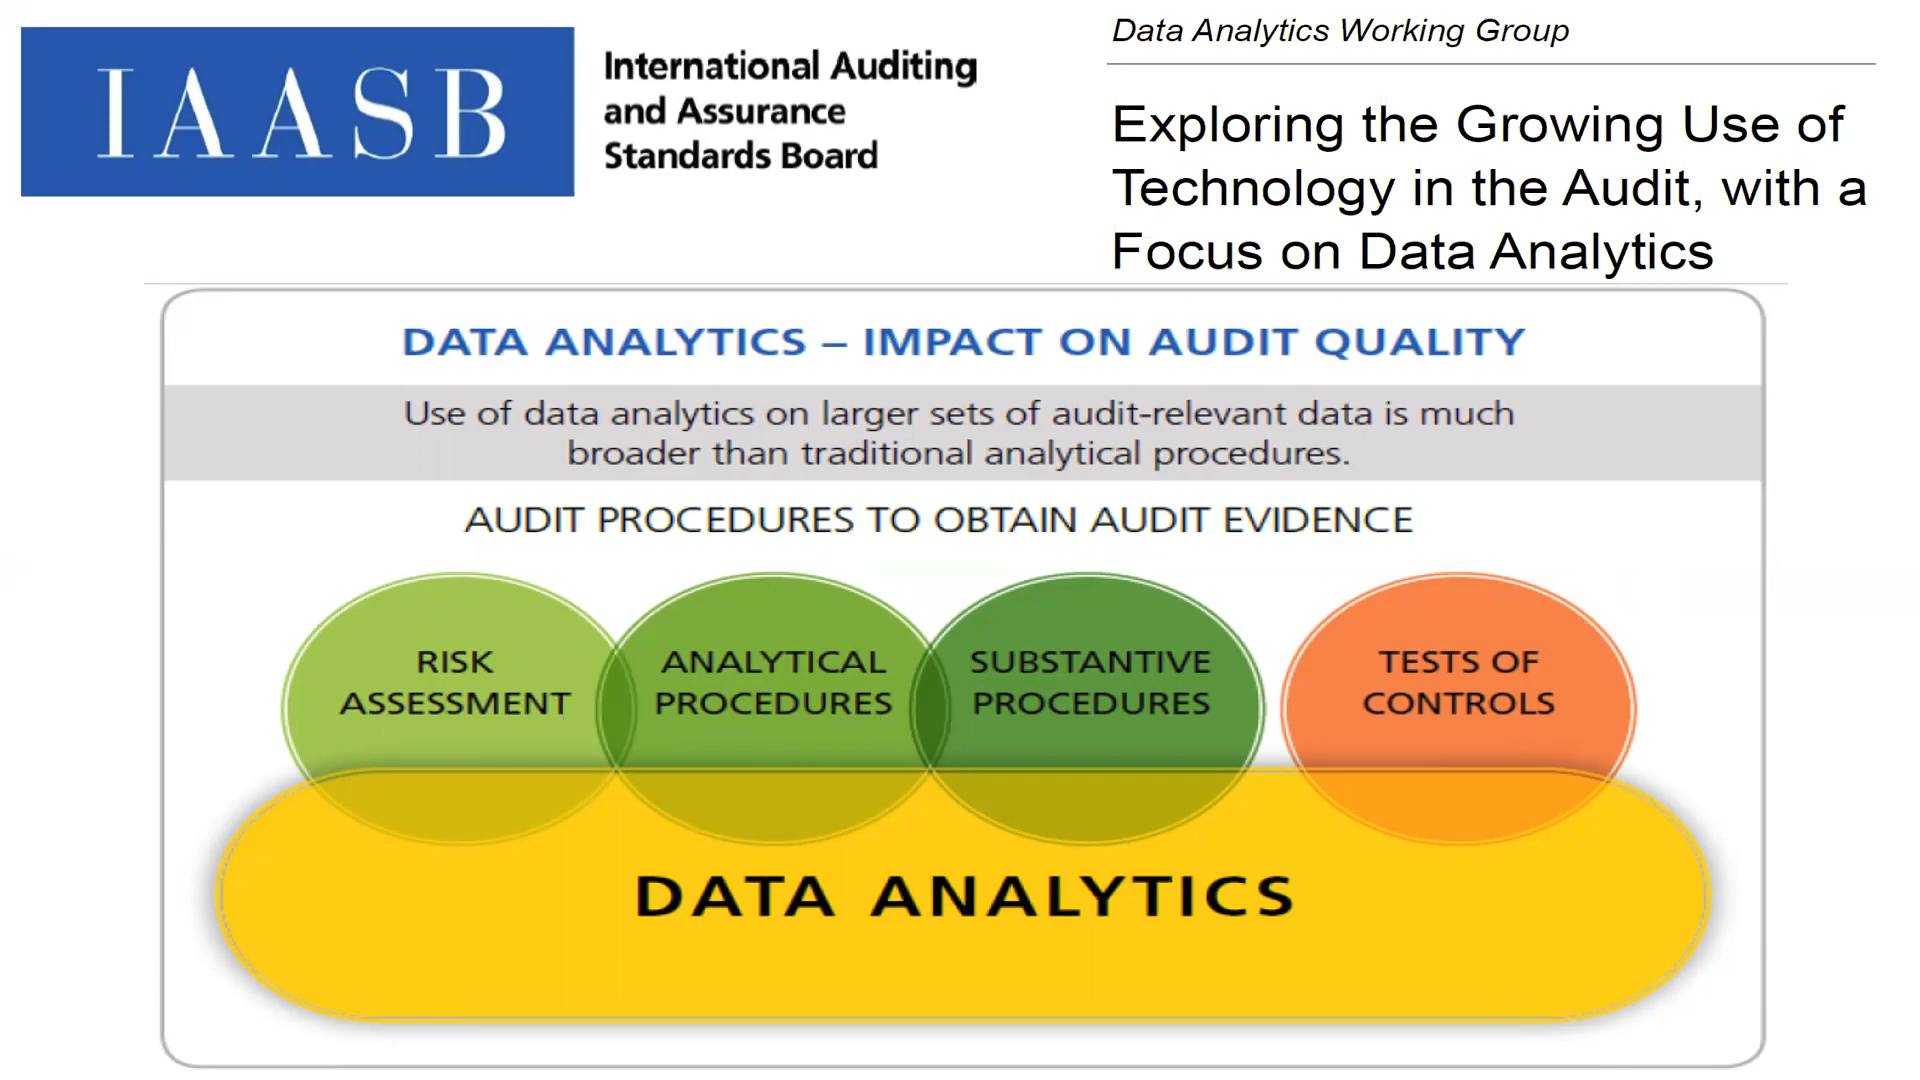 IAASB
International Auditing
and Assurance
Standards Board
Data Analytics Working Group
Exploring the Growing Use of
Technology in the Audit, with a
Focus on Data Analytics
DATA ANALYTICS – IMPACT ON AUDIT QUALITY
Use of data analytics on larger sets of audit-relevant data is much
broader than traditional analytical procedures.
AUDIT PROCEDURES TO OBTAIN AUDIT EVIDENCE
RISK
ASSESSMENT
ANALYTICAL
PROCEDURES
SUBSTANTIVE
PROCEDURES
TESTS OF
CONTROLS
DATA ANALYTICS